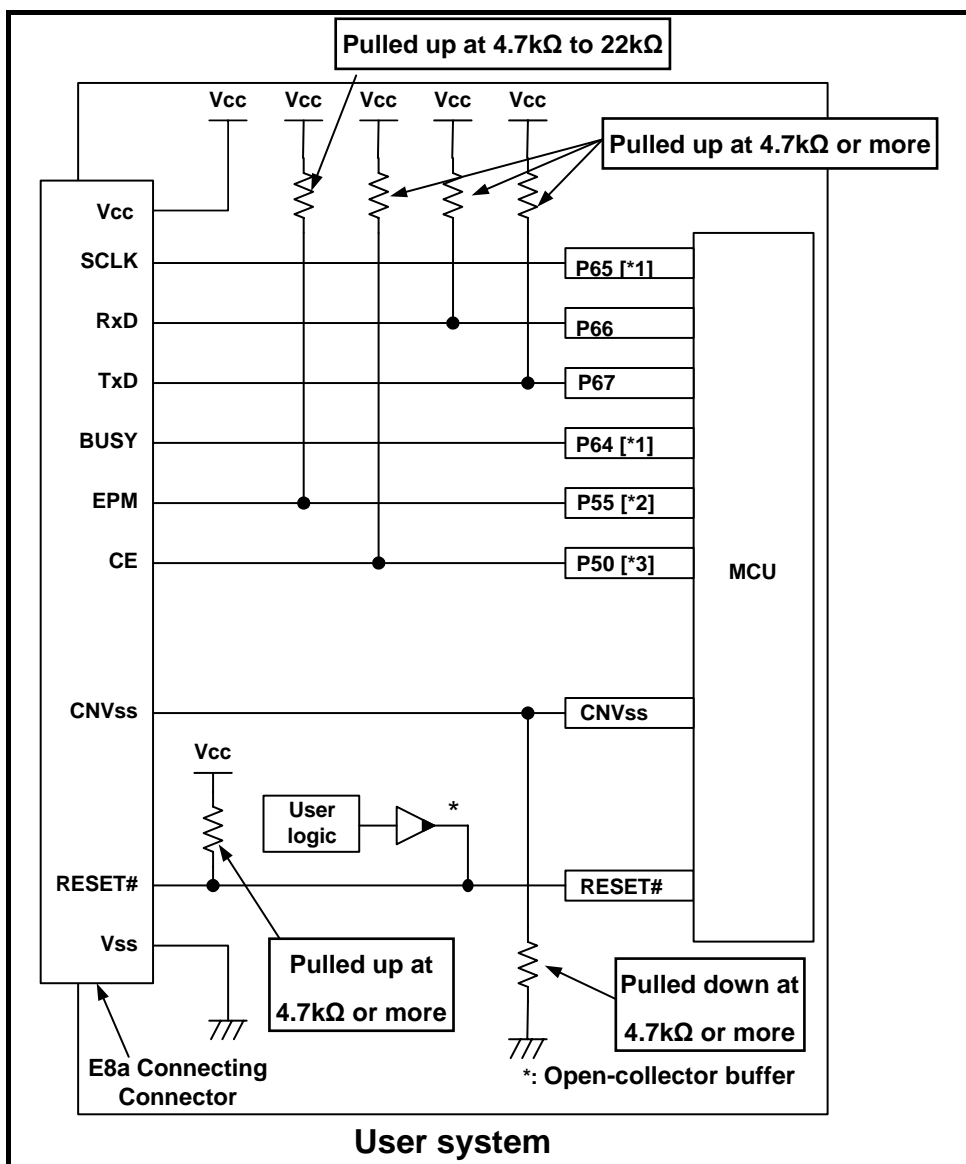 Pulled up at 4.7kΩ to 22kΩ
Vcc Vcc Vcc Vcc Vcc
Pulled up at 4.7kΩ or more
Vcc
SCLK P65 [*1]
RxD P66
TxD P67
BUSY P64 [*1]
EPM P55 [*2]
CE P50 [*3]
MCU
CNVss CNVss
Vcc
User
logic
*
RESET# RESET#
Vss
Pulled up at
4.7kΩ or more
Pulled down at
4.7kΩ or more
E8a Connecting
Connector
*: Open-collector buffer
User system